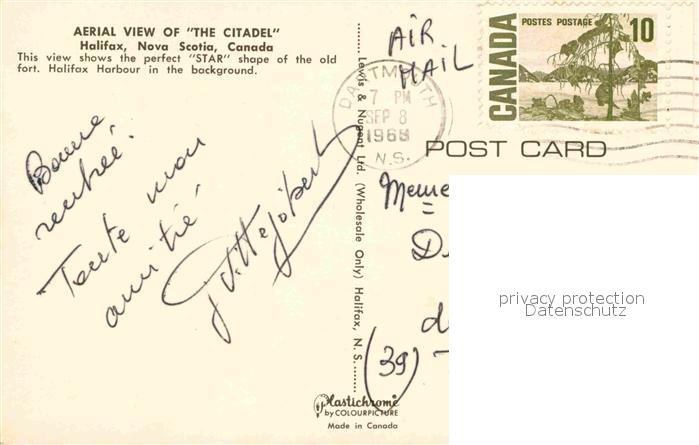 AERIAL VIEW OF "THE CITADEL"
Halifax, Nova Scotia, Canada
This view shows the perfect "STAR" shape of the old
fort. Halifax Harbour in the background.
Bonne
rentrée.
Toute mon
amitié
Lewis & Nugent Ltd. (Wholesale Only) Halifax, N. S.
Plastichrome
by COLOURPICTURE
Made in Canada
AIR
MAIL
DARTMOUTH
7 PM
SEP 8
1968
N.S.
CANADA
POSTES POSTAGE
10
POST CARD
D
d
(39)
privacy protection
Datenschutz